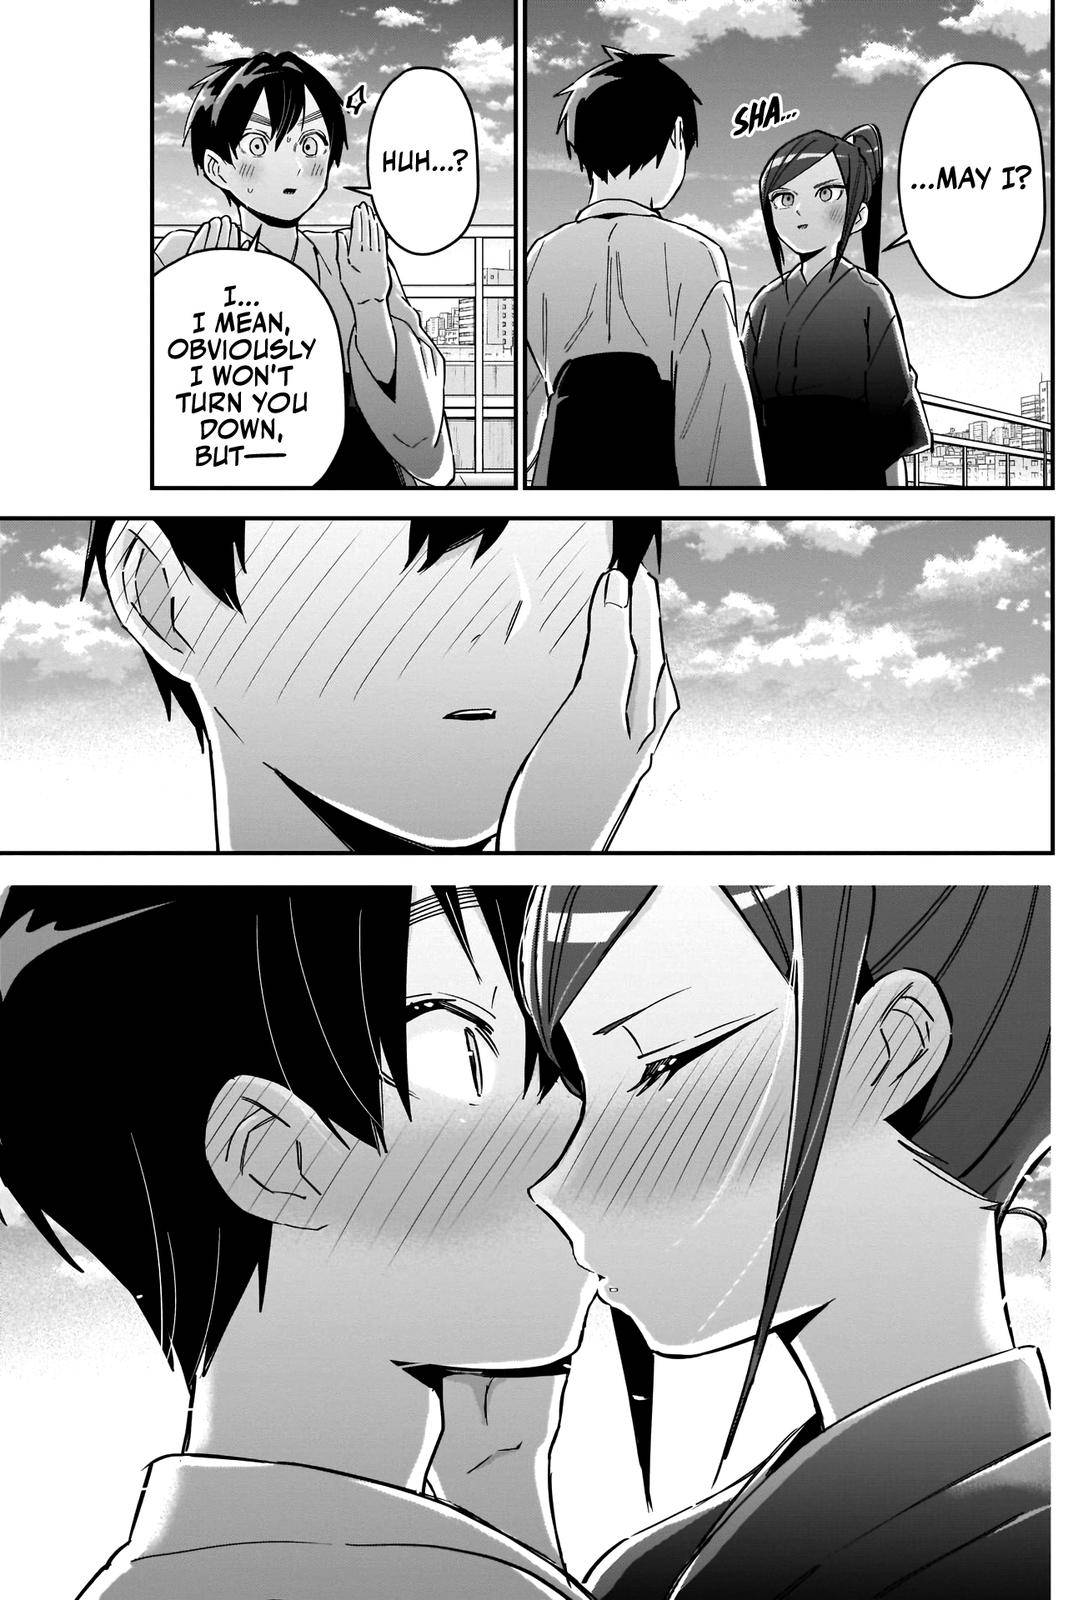 SHA...
...MAY I?
HUH...?
I...
I MEAN,
OBVIOUSLY
I WON'T
TURN YOU
DOWN,
BUT—